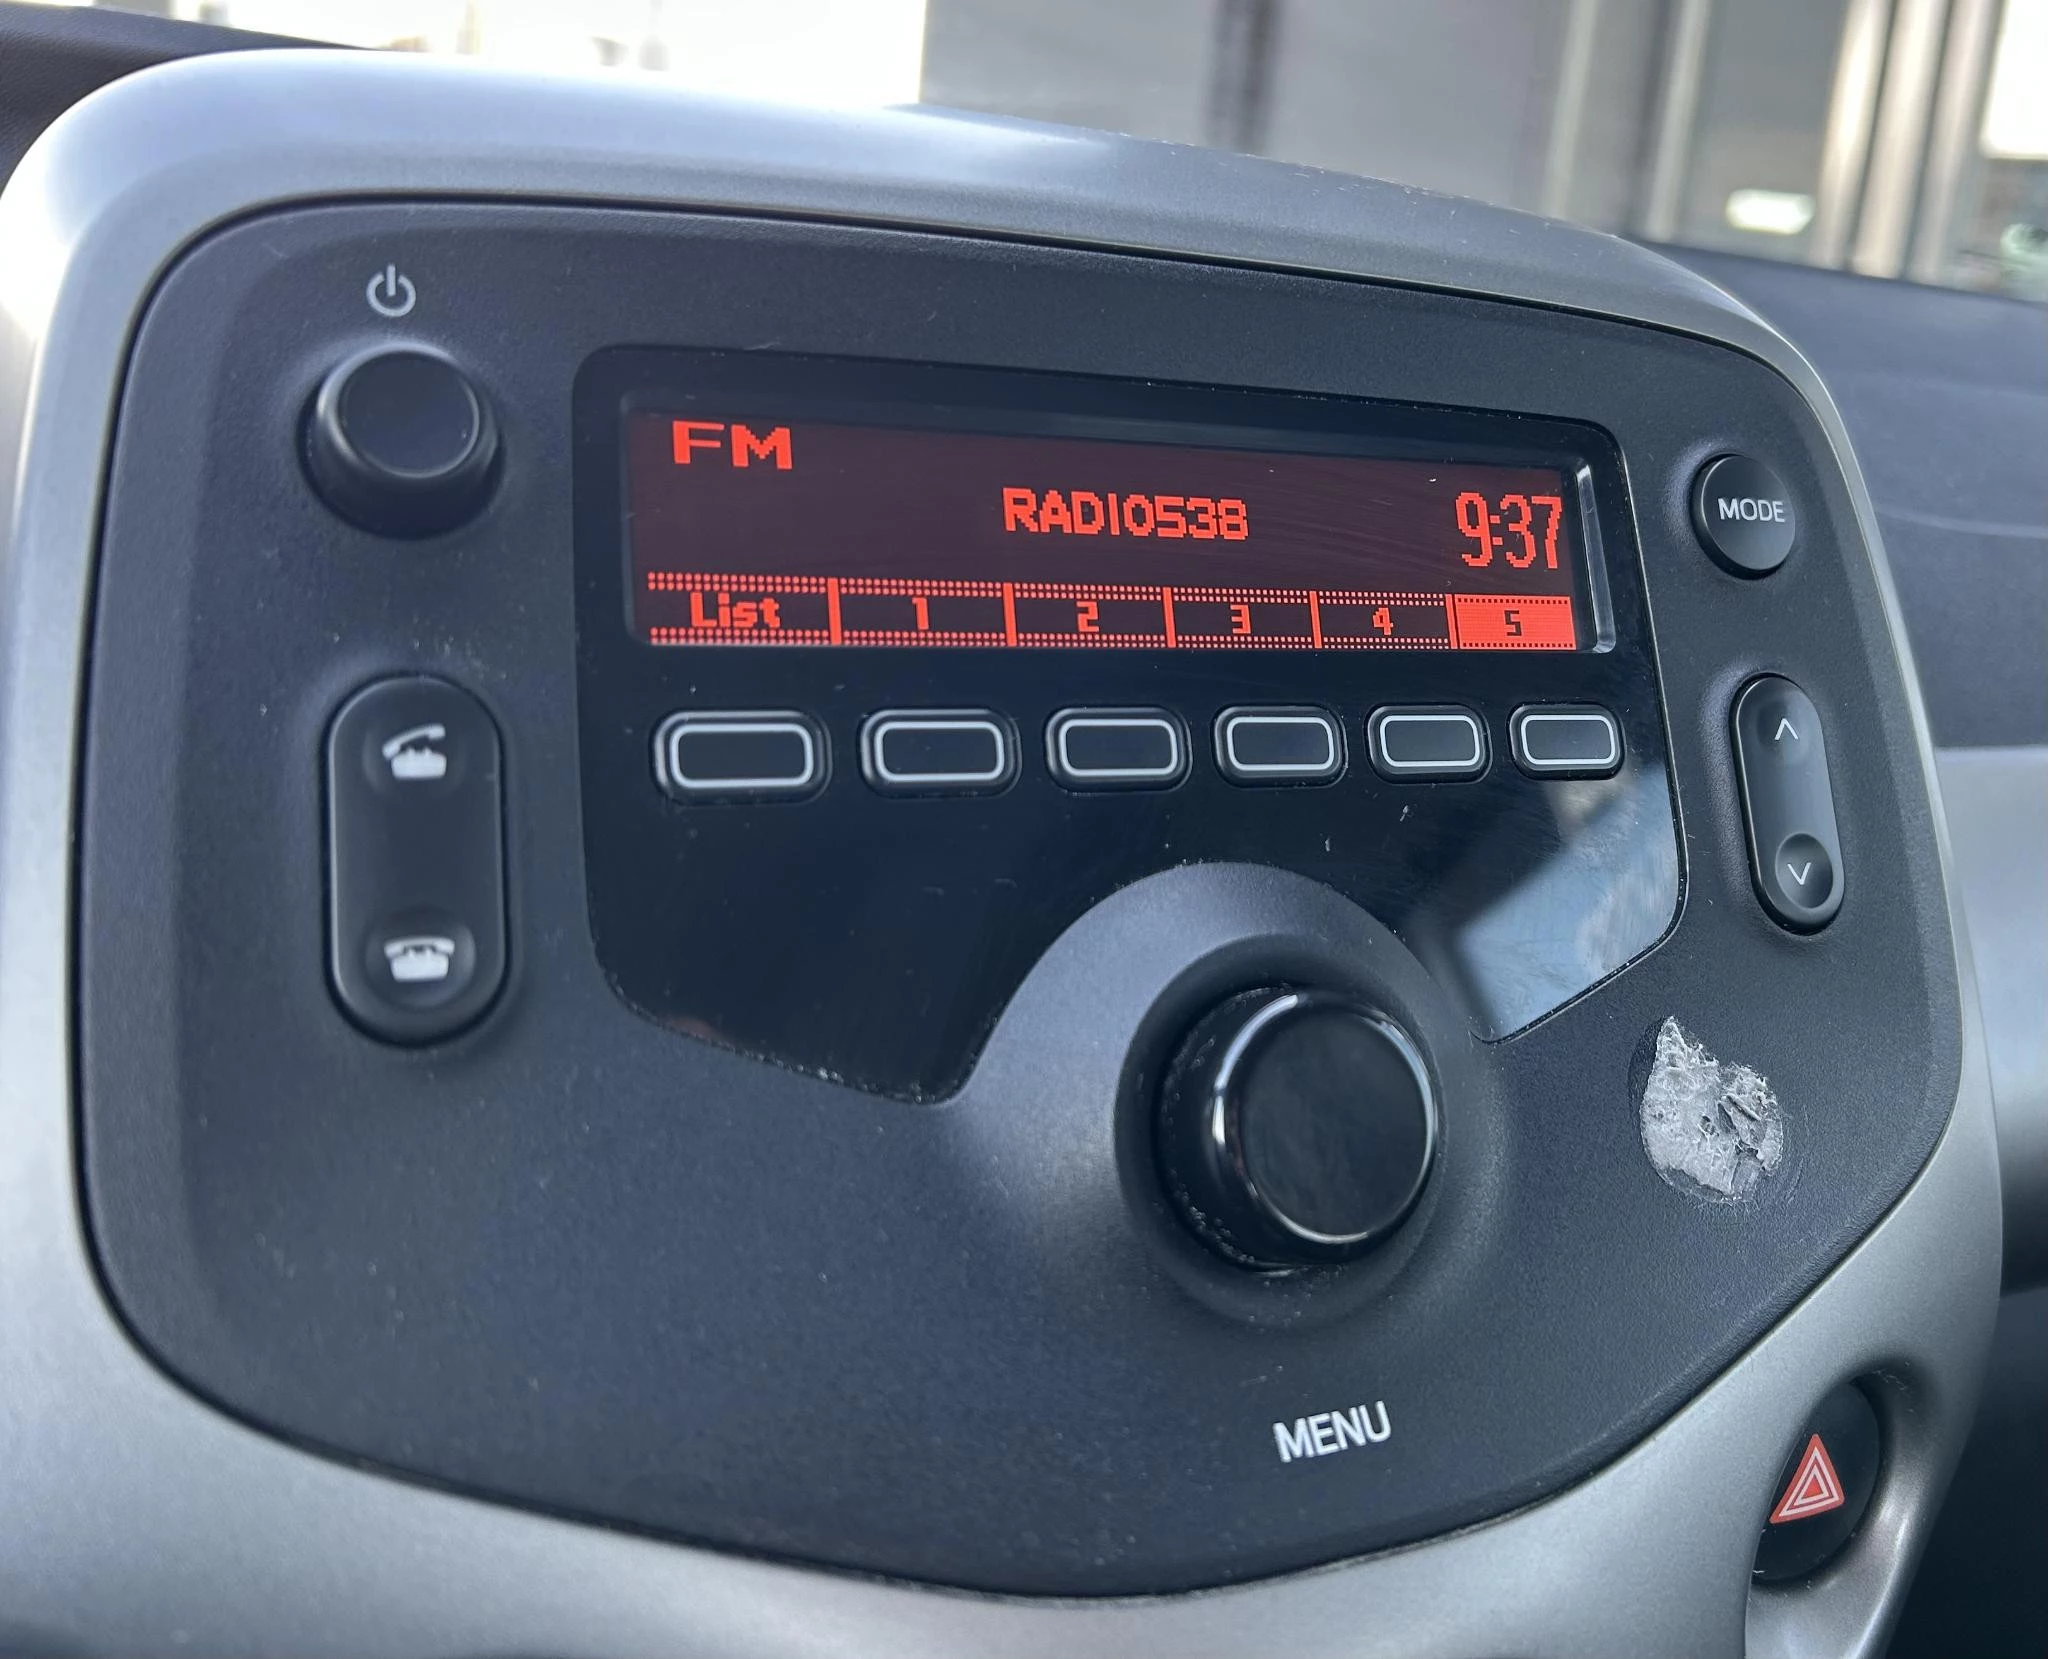 FM
RADIO538
9:37
List 1 2 3 4 5
MODE
MENU